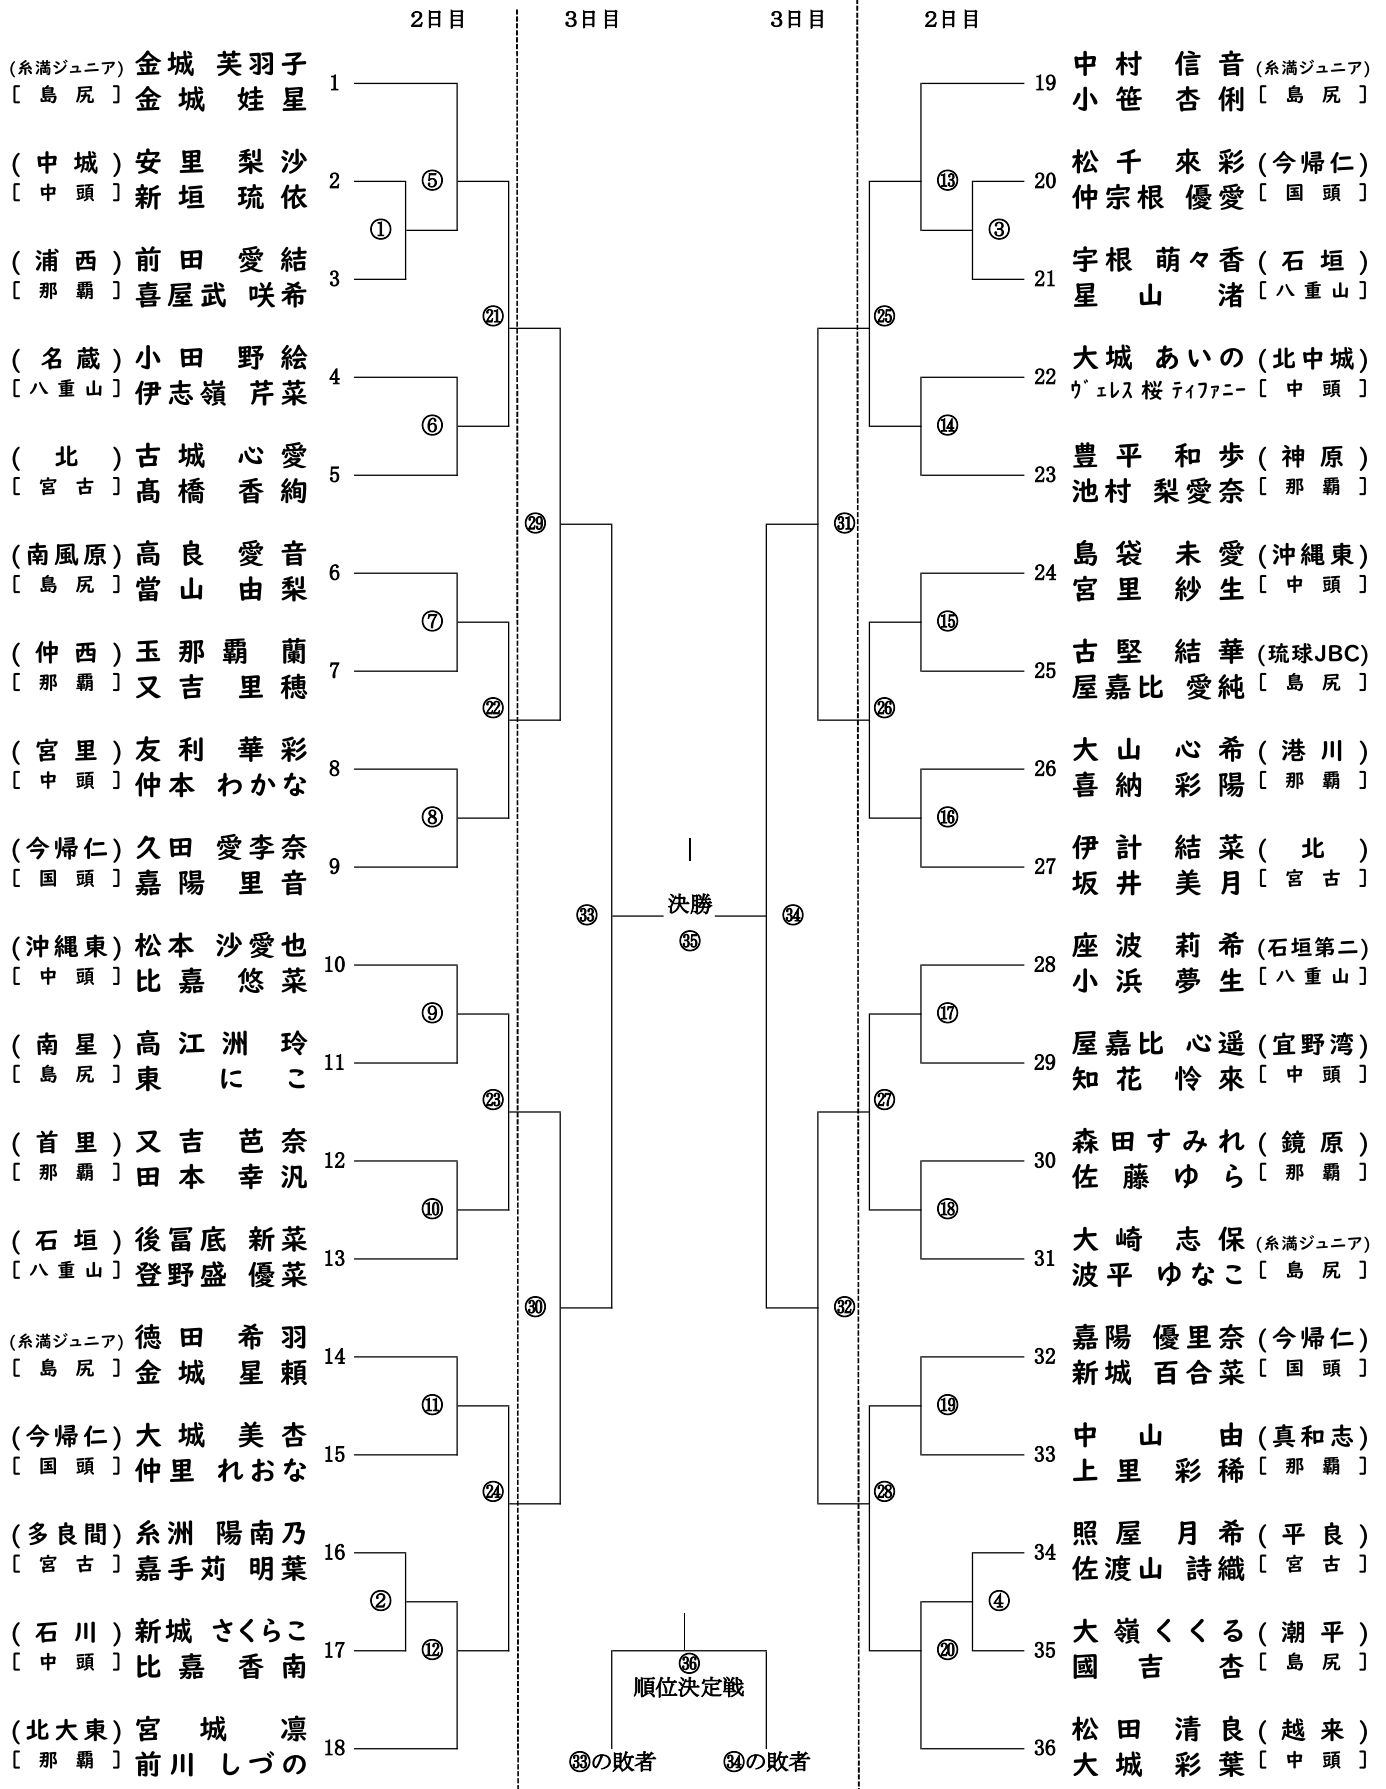 2日目 3日目 3日目 2日目
(糸満ジュニア) 金城 芙羽子
[島尻] 金城 娃星
1
(中城) 安里 梨沙
[中頭] 新垣 琉依
2
⑤
①
(浦西) 前田 愛結
[那覇] 喜屋武 咲希
3
㉑
(名蔵) 小田 野絵
[八重山] 伊志嶺 芹菜
4
⑥
(北) 古城 心愛
[宮古] 髙橋 香絢
5
㉙
(南風原) 高良 愛音
[島尻] 當山 由梨
6
⑦
(仲西) 玉那覇 蘭
[那覇] 又吉 里穂
7
㉒
(宮里) 友利 華彩
[中頭] 仲本 わかな
8
⑧
(今帰仁) 久田 愛李奈
[国頭] 嘉陽 里音
9
㉝
(沖縄東) 松本 沙愛也
[中頭] 比嘉 悠菜
10
⑨
(南星) 高江洲 玲
[島尻] 東 にこ
11
㉓
(首里) 又吉 芭奈
[那覇] 田本 幸汎
12
⑩
(石垣) 後冨底 新菜
[八重山] 登野盛 優菜
13
㉚
(糸満ジュニア) 徳田 希羽
[島尻] 金城 星頼
14
⑪
(今帰仁) 大城 美杏
[国頭] 仲里 れおな
15
㉔
(多良間) 糸洲 陽南乃
[宮古] 嘉手苅 明葉
16
②
(石川) 新城 さくらこ
[中頭] 比嘉 香南
17
⑫
(北大東) 宮城 凛
[那覇] 前川 しづの
18
決勝
㉟
㊱
順位決定戦
㉝の敗者 ㉞の敗者
19
中村 信音 (糸満ジュニア)
小笹 杏俐 [島尻]
⑬
20
松千 來彩 (今帰仁)
仲宗根 優愛 [国頭]
③
21
宇根 萌々香 (石垣)
星山 渚 [八重山]
㉕
22
大城 あいの (北中城)
ヴェレス 桜 ティファニー [中頭]
⑭
23
豊平 和歩 (神原)
池村 梨愛奈 [那覇]
㉛
24
島袋 未愛 (沖縄東)
宮里 紗生 [中頭]
⑮
25
古堅 結華 (琉球JBC)
屋嘉比 愛純 [島尻]
㉖
26
大山 心希 (港川)
喜納 彩陽 [那覇]
⑯
27
伊計 結菜 (北)
坂井 美月 [宮古]
㉞
28
座波 莉希 (石垣第二)
小浜 夢生 [八重山]
⑰
29
屋嘉比 心遥 (宜野湾)
知花 怜來 [中頭]
㉗
30
森田すみれ (鏡原)
佐藤ゆら [那覇]
⑱
31
大崎 志保 (糸満ジュニア)
波平 ゆなこ [島尻]
㉜
32
嘉陽 優里奈 (今帰仁)
新城 百合菜 [国頭]
⑲
33
中山 由 (真和志)
上里 彩稀 [那覇]
㉘
34
照屋 月希 (平良)
佐渡山 詩織 [宮古]
④
35
大嶺くくる (潮平)
國吉 杏 [島尻]
⑳
36
松田 清良 (越来)
大城 彩葉 [中頭]